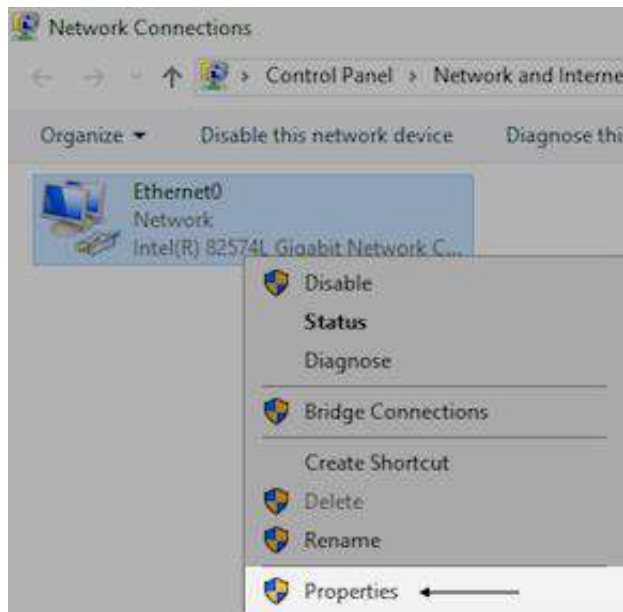 Network Connections
Control Panel > Network and Interne
Organize Disable this network device Diagnose thi
Ethernet0
Network
Intel(R) 82574L Gigabit Network C...
Disable
Status
Diagnose
Bridge Connections
Create Shortcut
Delete
Rename
Properties